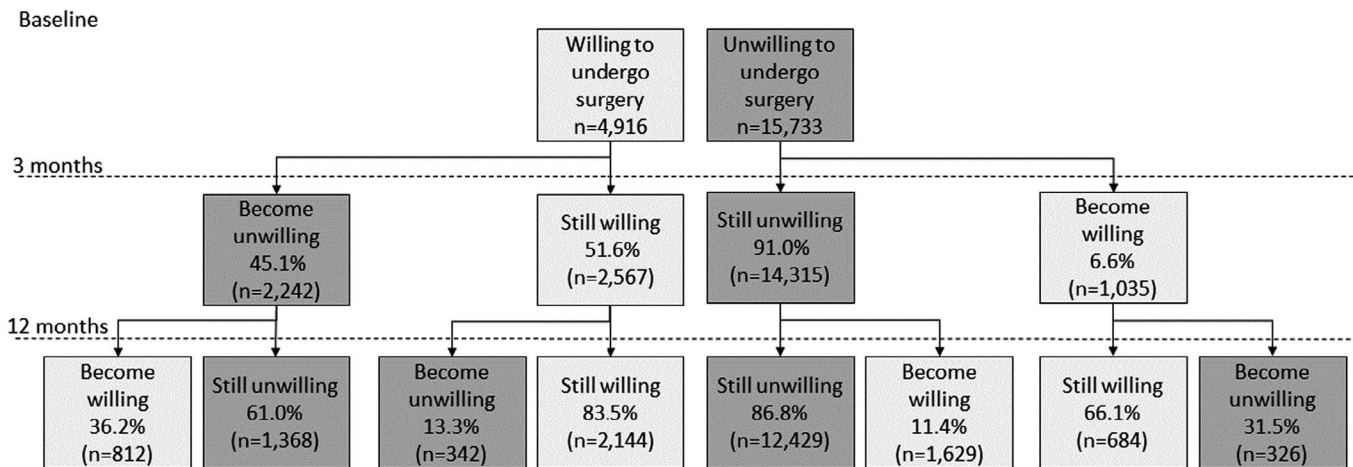 Baseline
Willing to
undergo
surgery
n=4,916
Unwilling to
undergo
surgery
n=15,733
3 months
Become
unwilling
45.1%
(n=2,242)
Still willing
51.6%
(n=2,567)
Still unwilling
91.0%
(n=14,315)
Become
willing
6.6%
(n=1,035)
12 months
Become
willing
36.2%
(n=812)
Still unwilling
61.0%
(n=1,368)
Become
unwilling
13.3%
(n=342)
Still willing
83.5%
(n=2,144)
Still unwilling
86.8%
(n=12,429)
Become
willing
11.4%
(n=1,629)
Still willing
66.1%
(n=684)
Become
unwilling
31.5%
(n=326)